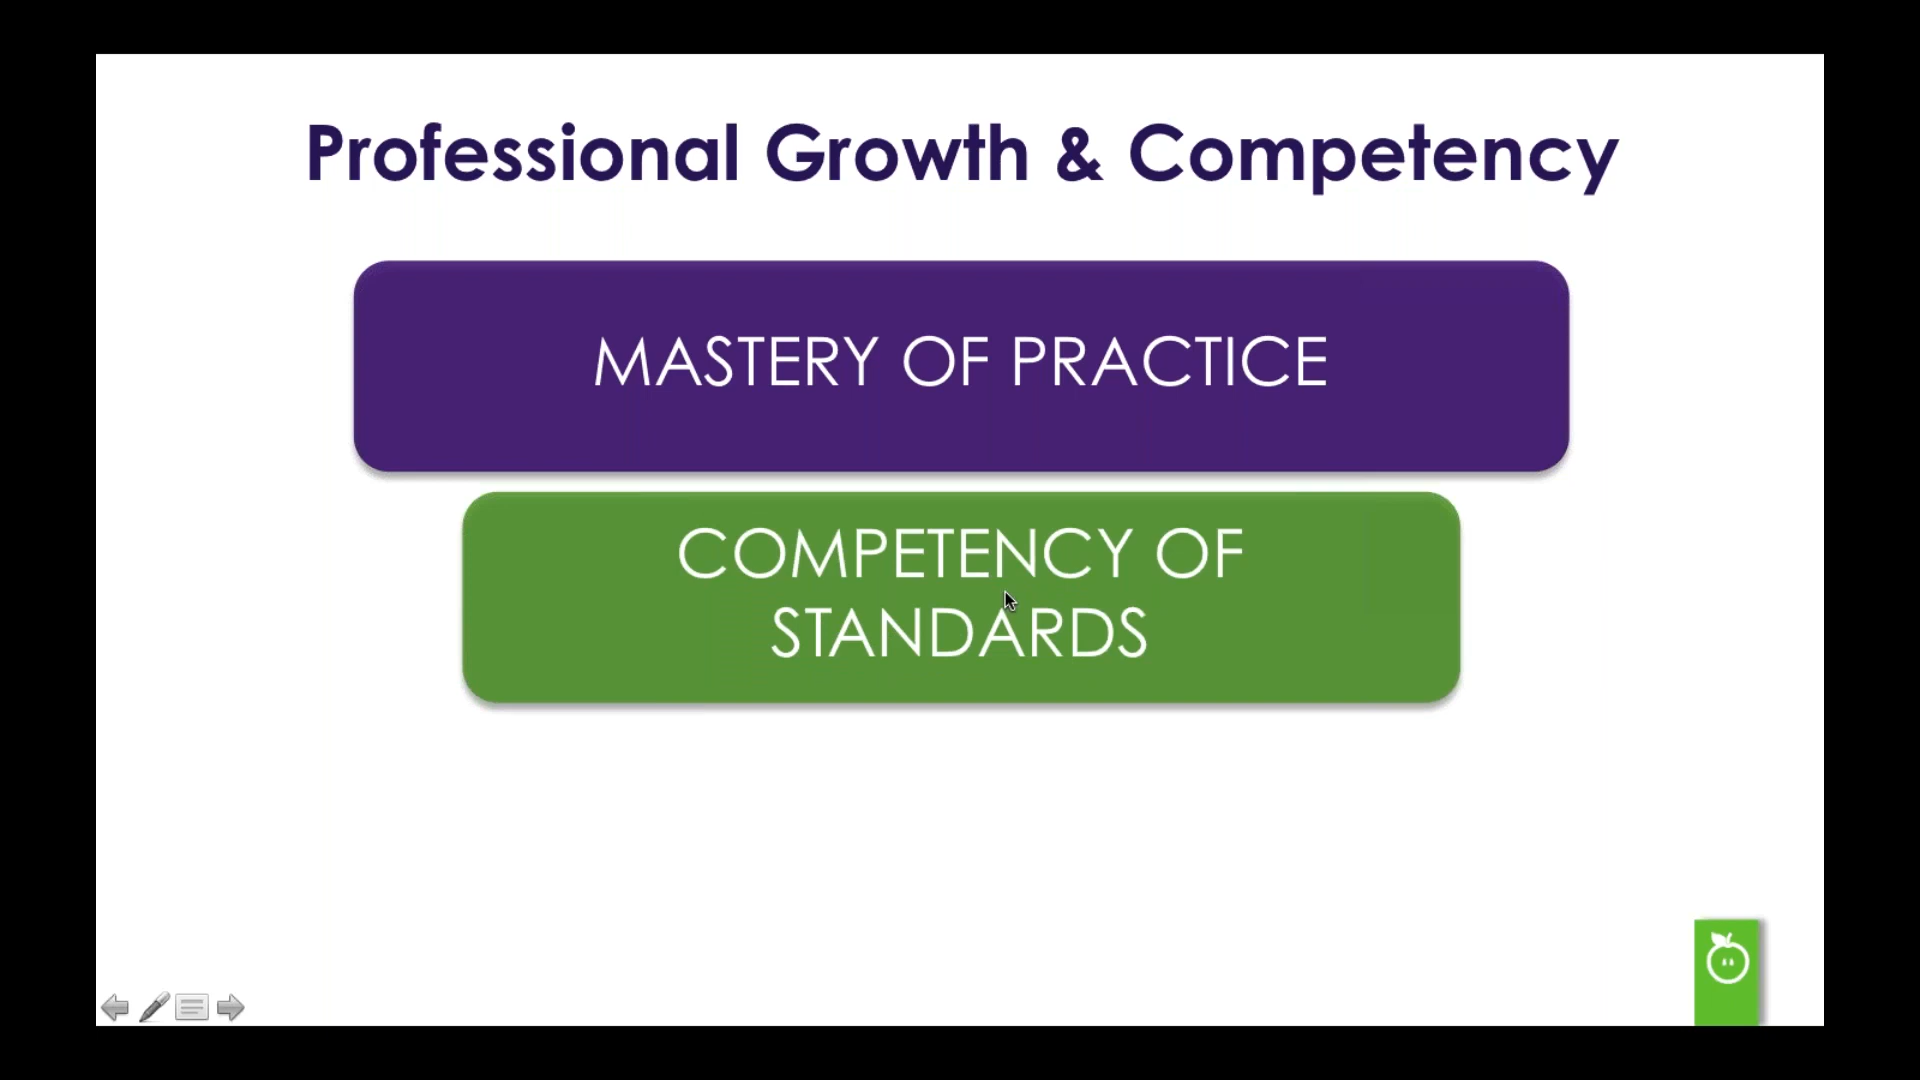 Professional Growth & Competency
MASTERY OF PRACTICE
COMPETENCY OF
STANDARDS